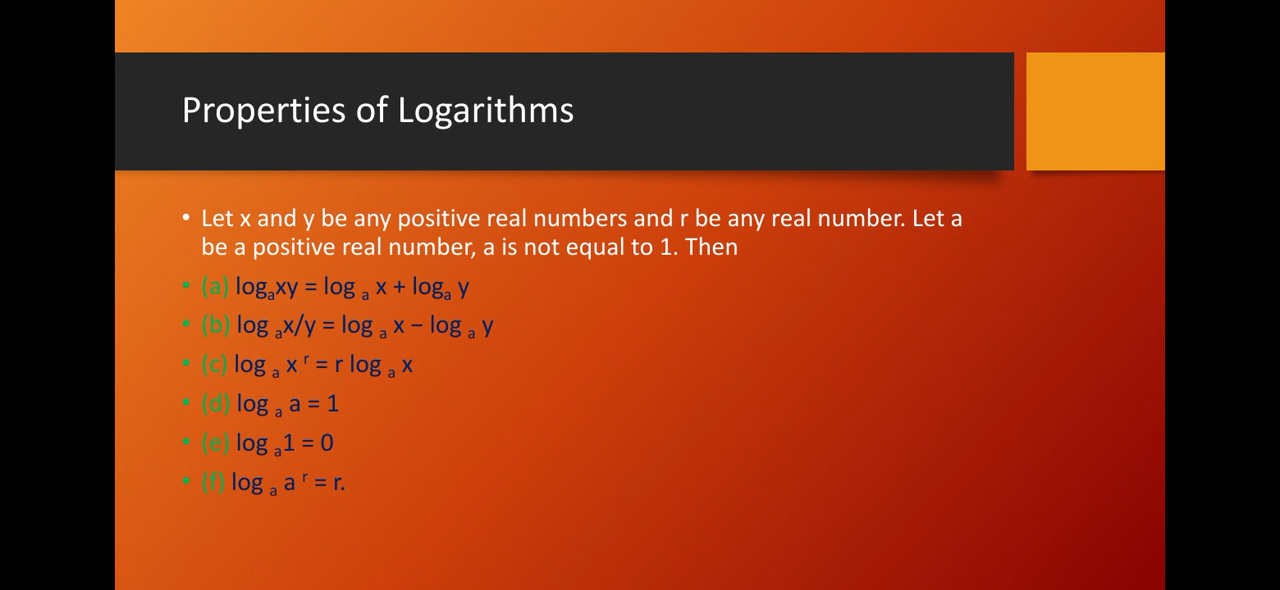 Properties of Logarithms
• Let x and y be any positive real numbers and r be any real number. Let a
be a positive real number, a is not equal to 1. Then
• (a) logₐxy = log ₐ x + logₐ y
• (b) log ₐx/y = log ₐ x − log ₐ y
• (c) log ₐ x ʳ = r log ₐ x
• (d) log ₐ a = 1
• (e) log ₐ1 = 0
• (f) log ₐ a ʳ = r.